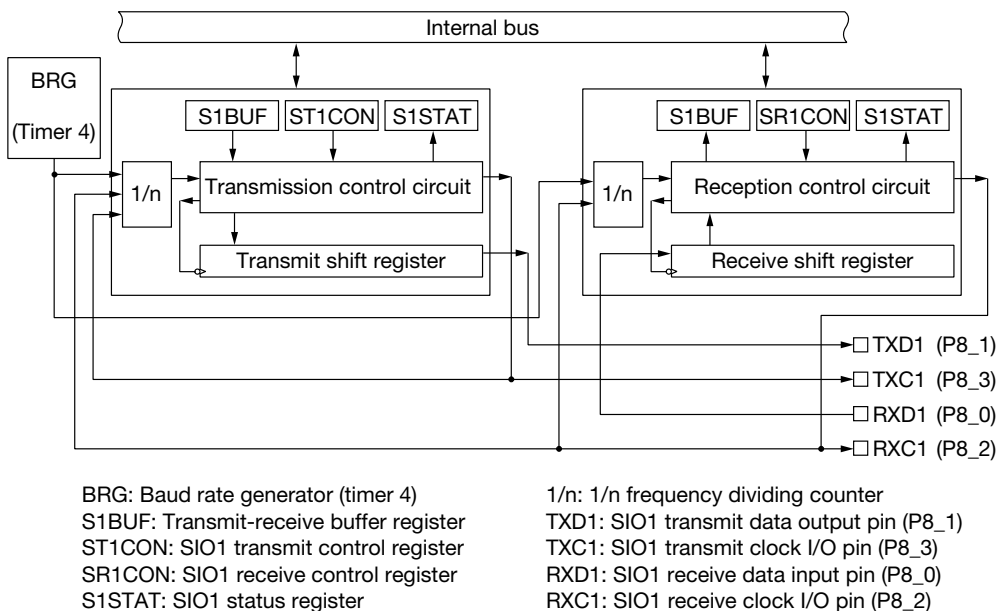 Internal bus
BRG
(Timer 4)
S1BUF ST1CON S1STAT
S1BUF SR1CON S1STAT
1/n
Transmission control circuit
1/n
Reception control circuit
Transmit shift register
Receive shift register
TXD1 (P8_1)
TXC1 (P8_3)
RXD1 (P8_0)
RXC1 (P8_2)
BRG: Baud rate generator (timer 4)
S1BUF: Transmit-receive buffer register
ST1CON: SIO1 transmit control register
SR1CON: SIO1 receive control register
S1STAT: SIO1 status register
1/n: 1/n frequency dividing counter
TXD1: SIO1 transmit data output pin (P8_1)
TXC1: SIO1 transmit clock I/O pin (P8_3)
RXD1: SIO1 receive data input pin (P8_0)
RXC1: SIO1 receive clock I/O pin (P8_2)